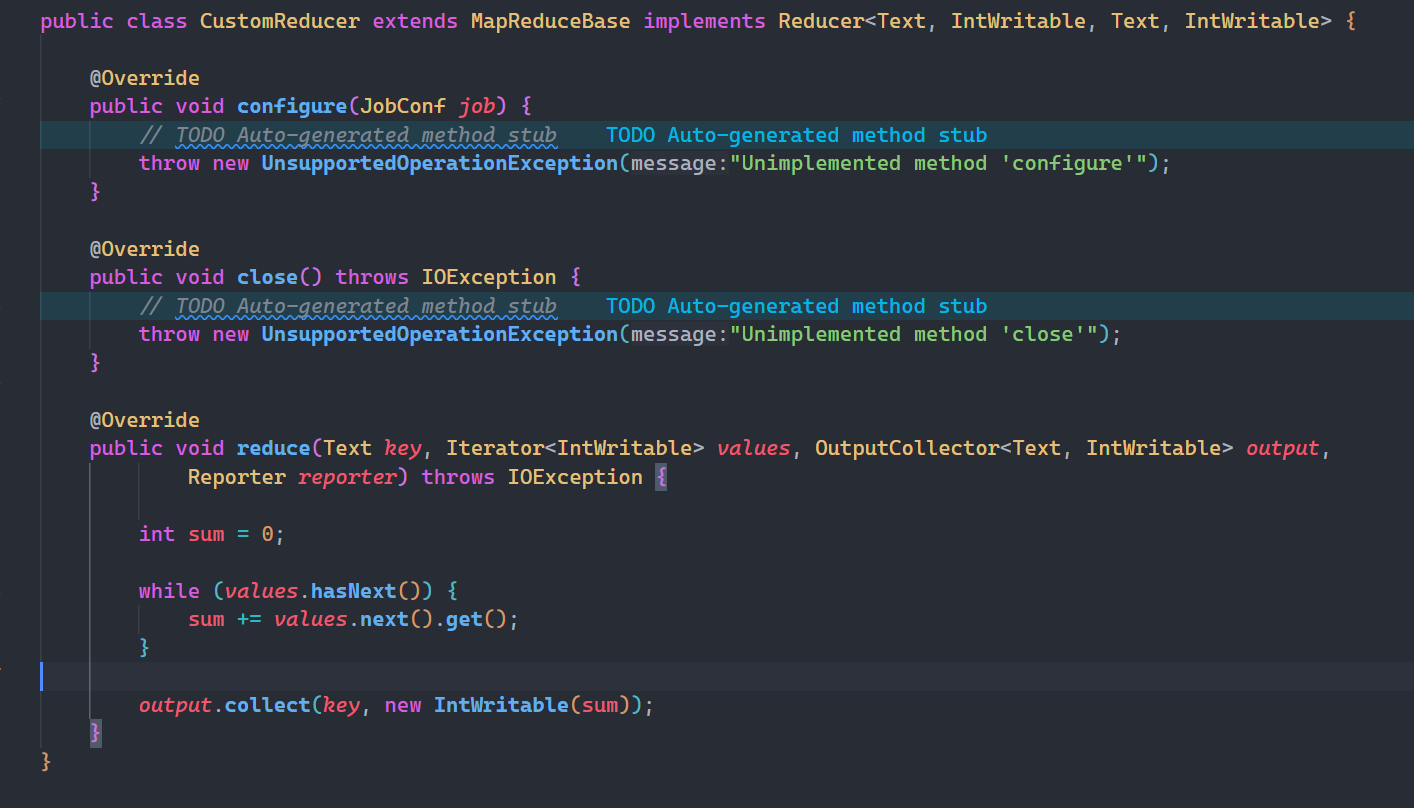 public class CustomReducer extends MapReduceBase implements Reducer<Text, IntWritable, Text, IntWritable> {
@Override
public void configure(JobConf job) {
// TODO Auto-generated method stub    TODO Auto-generated method stub
throw new UnsupportedOperationException(message:"Unimplemented method 'configure'");
}
@Override
public void close() throws IOException {
// TODO Auto-generated method stub    TODO Auto-generated method stub
throw new UnsupportedOperationException(message:"Unimplemented method 'close'");
}
@Override
public void reduce(Text key, Iterator<IntWritable> values, OutputCollector<Text, IntWritable> output,
Reporter reporter) throws IOException {
int sum = 0;
while (values.hasNext()) {
sum += values.next().get();
}
output.collect(key, new IntWritable(sum));
}
}